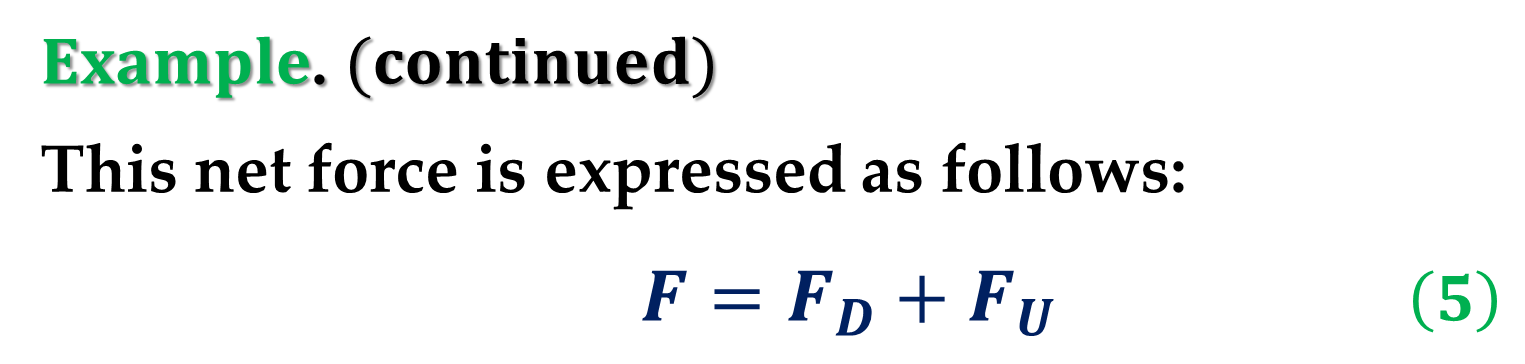 Example. (continued)
This net force is expressed as follows:
F = F_D + F_U (5)